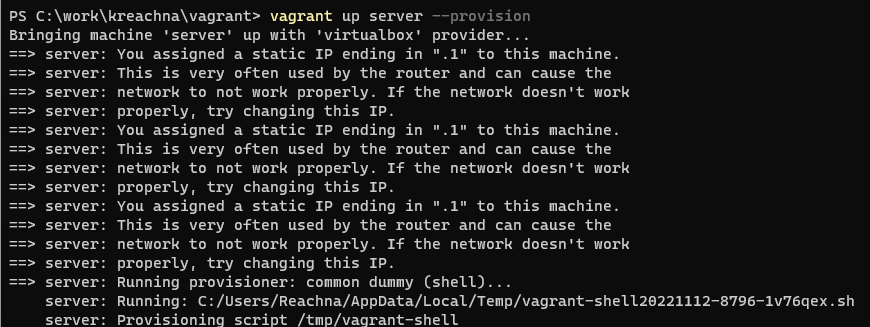 PS C:\work\kreachna\vagrant> vagrant up server --provision
Bringing machine 'server' up with 'virtualbox' provider...
==> server: You assigned a static IP ending in ".1" to this machine.
==> server: This is very often used by the router and can cause the
==> server: network to not work properly. If the network doesn't work
==> server: properly, try changing this IP.
==> server: You assigned a static IP ending in ".1" to this machine.
==> server: This is very often used by the router and can cause the
==> server: network to not work properly. If the network doesn't work
==> server: properly, try changing this IP.
==> server: You assigned a static IP ending in ".1" to this machine.
==> server: This is very often used by the router and can cause the
==> server: network to not work properly. If the network doesn't work
==> server: properly, try changing this IP.
==> server: Running provisioner: common dummy (shell)...
    server: Running: C:/Users/Reachna/AppData/Local/Temp/vagrant-shell20221112-8796-1v76qex.sh
    server: Provisioning script /tmp/vagrant-shell